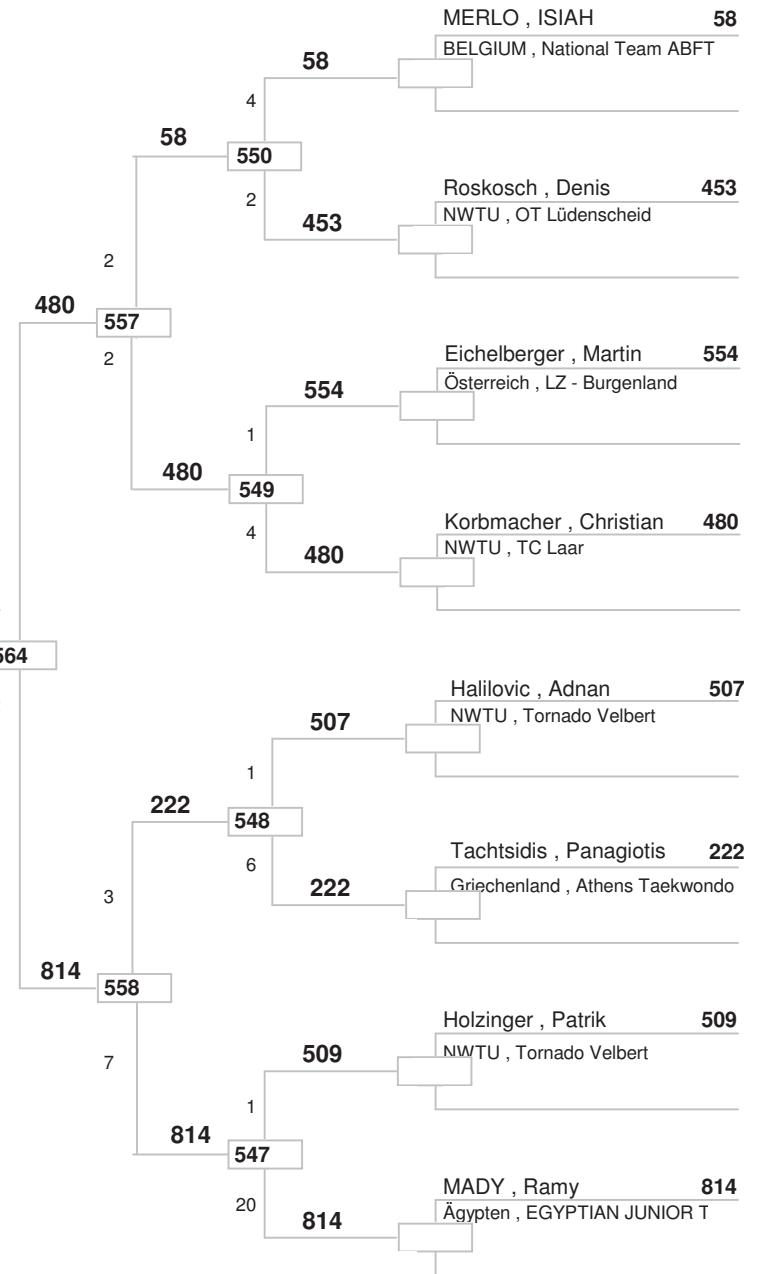 MERLO , ISIAH 58
BELGIUM , National Team ABFT
58
4
58
550
2
Roskosch , Denis 453
NWTU , OT Lüdenscheid
453
2
480
557
2
Eichelberger , Martin 554
Österreich , LZ - Burgenland
554
1
480
549
4
Korbmacher , Christian 480
NWTU , TC Laar
480
564
Halilovic , Adnan 507
NWTU , Tornado Velbert
507
1
222
548
6
Tachtsidis , Panagiotis 222
Griechenland , Athens Taekwondo
222
3
814
558
7
Holzinger , Patrik 509
NWTU , Tornado Velbert
509
1
814
547
20
MADY , Ramy 814
Ägypten , EGYPTIAN JUNIOR T
814